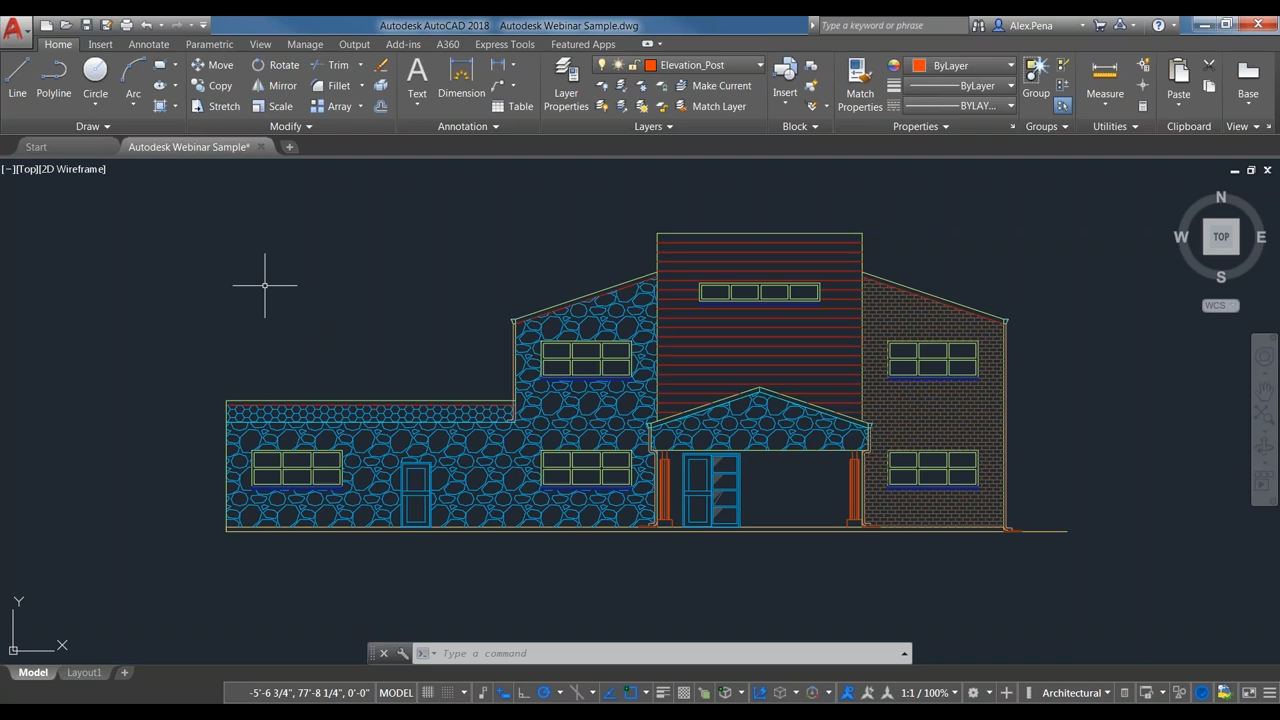 Autodesk AutoCAD 2018 Autodesk Webinar Sample.dwg Type a keyword or phrase Alex.Pena
Home Insert Annotate Parametric View Manage Output Add-ins A360 Express Tools Featured Apps
Line Polyline Circle Arc
Move Rotate Trim
Copy Mirror Fillet
Stretch Scale Array
Text Dimension Table
Layer Properties
Elevation_Post
Make Current
Match Layer
Insert
Match Properties
ByLayer
ByLayer
BYLAY...
Group Measure Paste Base
Draw Modify Annotation Layers Block Properties Groups Utilities Clipboard View
Start Autodesk Webinar Sample*
[−][Top][2D Wireframe]
N
W TOP E
S
WCS
Y
X
Type a command
Model Layout1
-5'-6 3/4", 77'-8 1/4", 0'-0" MODEL 1:1 / 100% Architectural